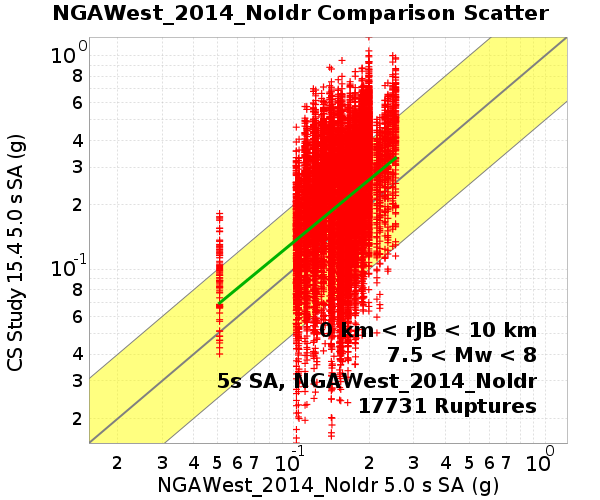 NGAWest_2014_NoIdr Comparison Scatter
10^0
8
6
4
3
2
10^-1
8
6
4
3
2
CS Study 15.4 5.0 s SA (g)
0 km < rJB < 10 km
7.5 < Mw < 8
5s SA, NGAWest_2014_NoIdr
17731 Ruptures
2 3 4 5 6 7 10^-1 2 3 4 5 6 7 10^0
NGAWest_2014_NoIdr 5.0 s SA (g)